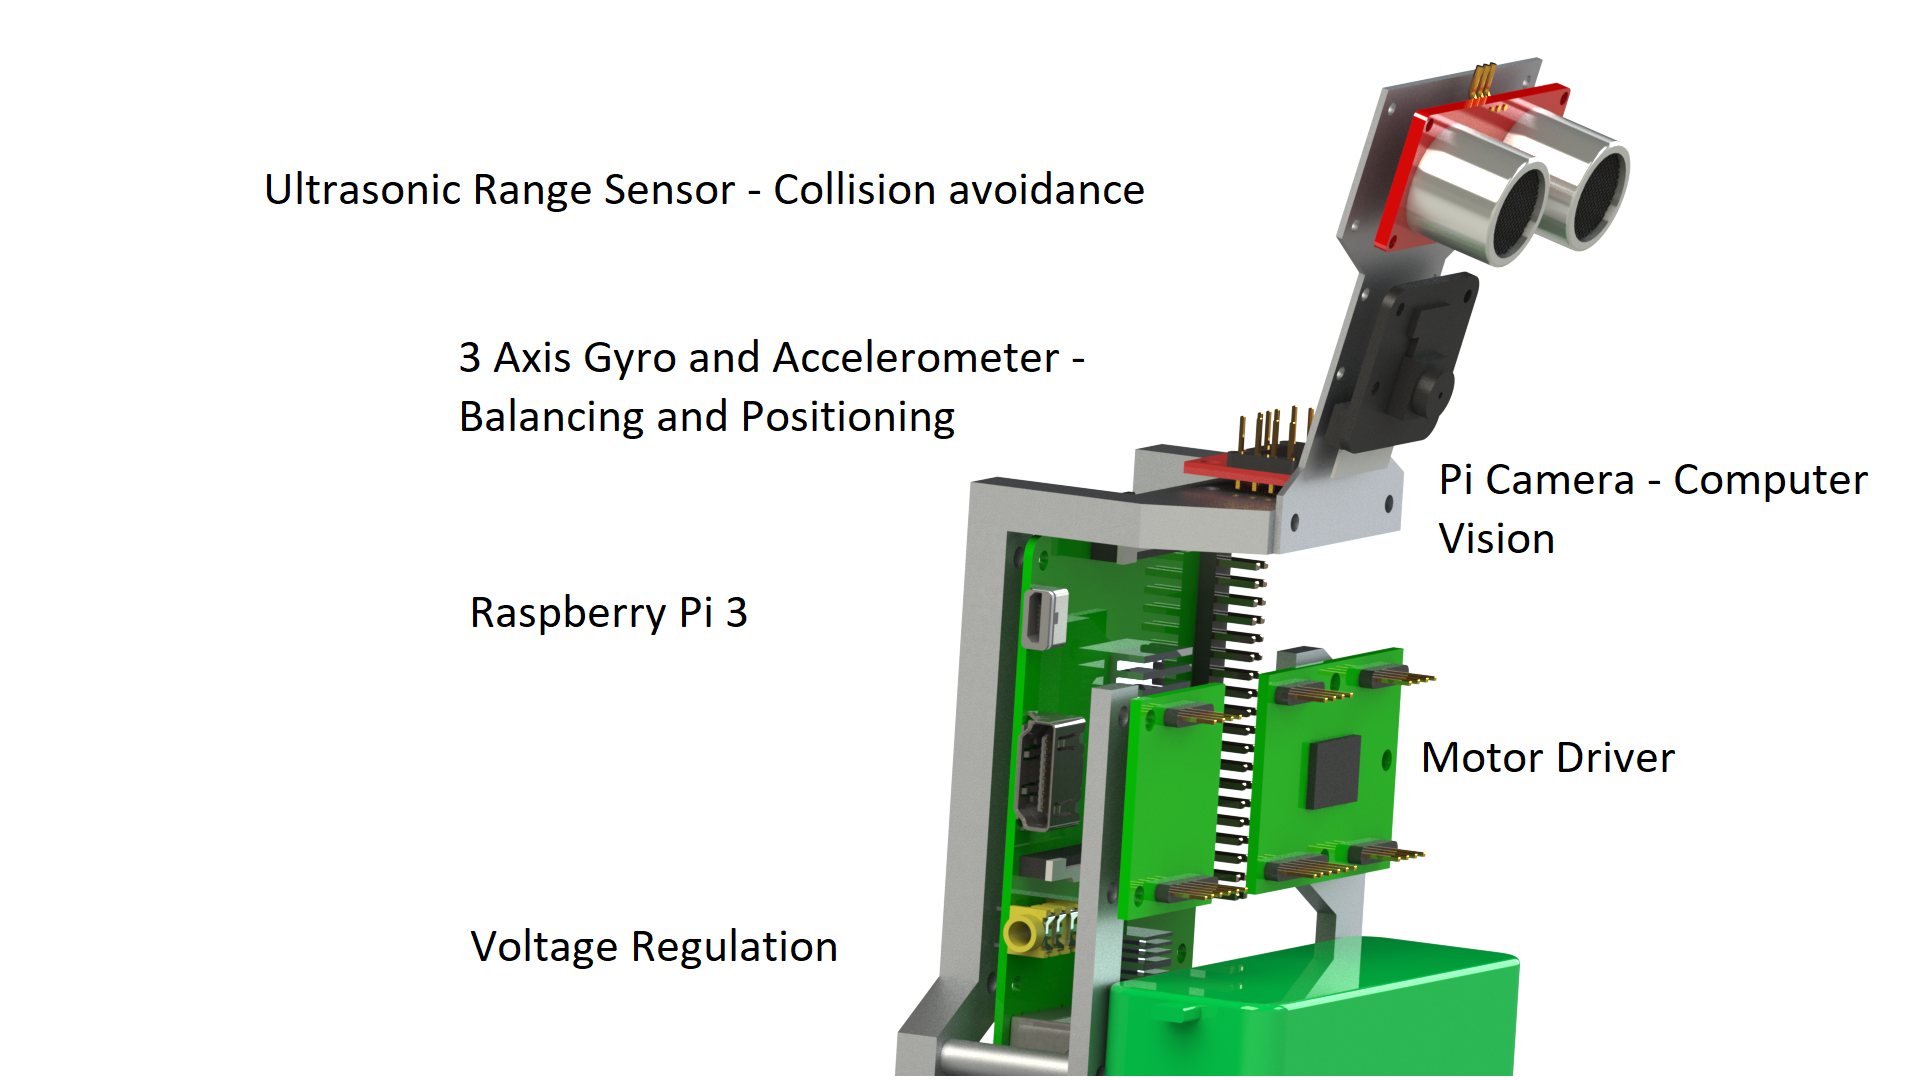 Ultrasonic Range Sensor - Collision avoidance
3 Axis Gyro and Accelerometer -
Balancing and Positioning
Pi Camera - Computer
Vision
Raspberry Pi 3
Motor Driver
Voltage Regulation